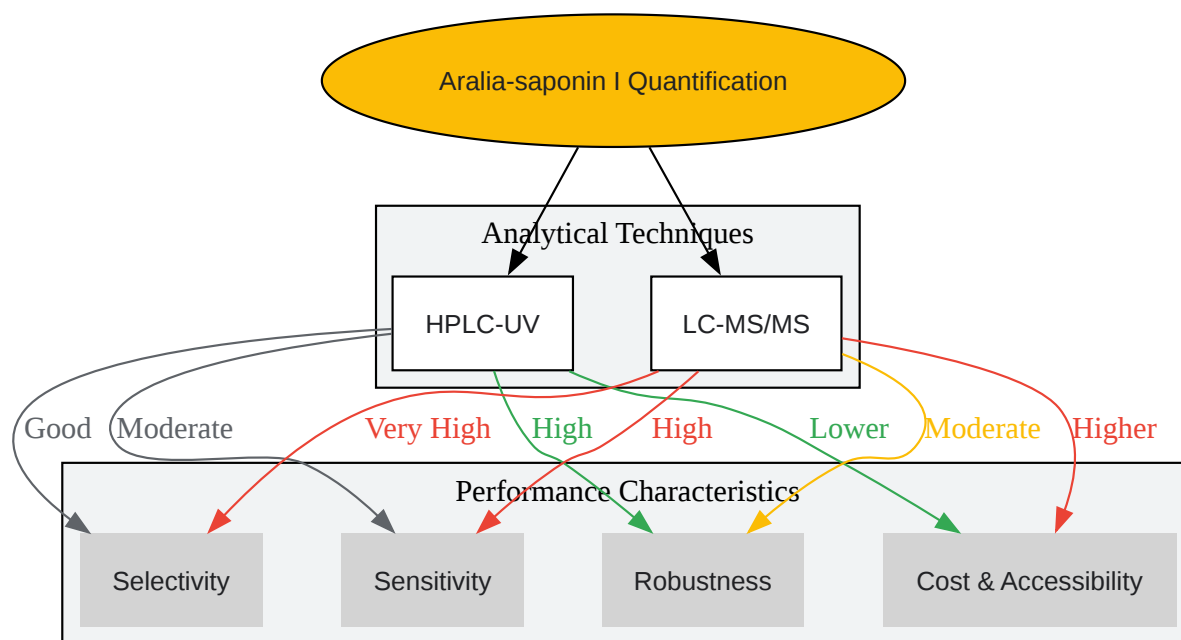 Aralia-saponin I Quantification
Analytical Techniques
HPLC-UV
LC-MS/MS
Good
Moderate
Very High
High
High
Lower
Moderate
Higher
Performance Characteristics
Selectivity
Sensitivity
Robustness
Cost & Accessibility